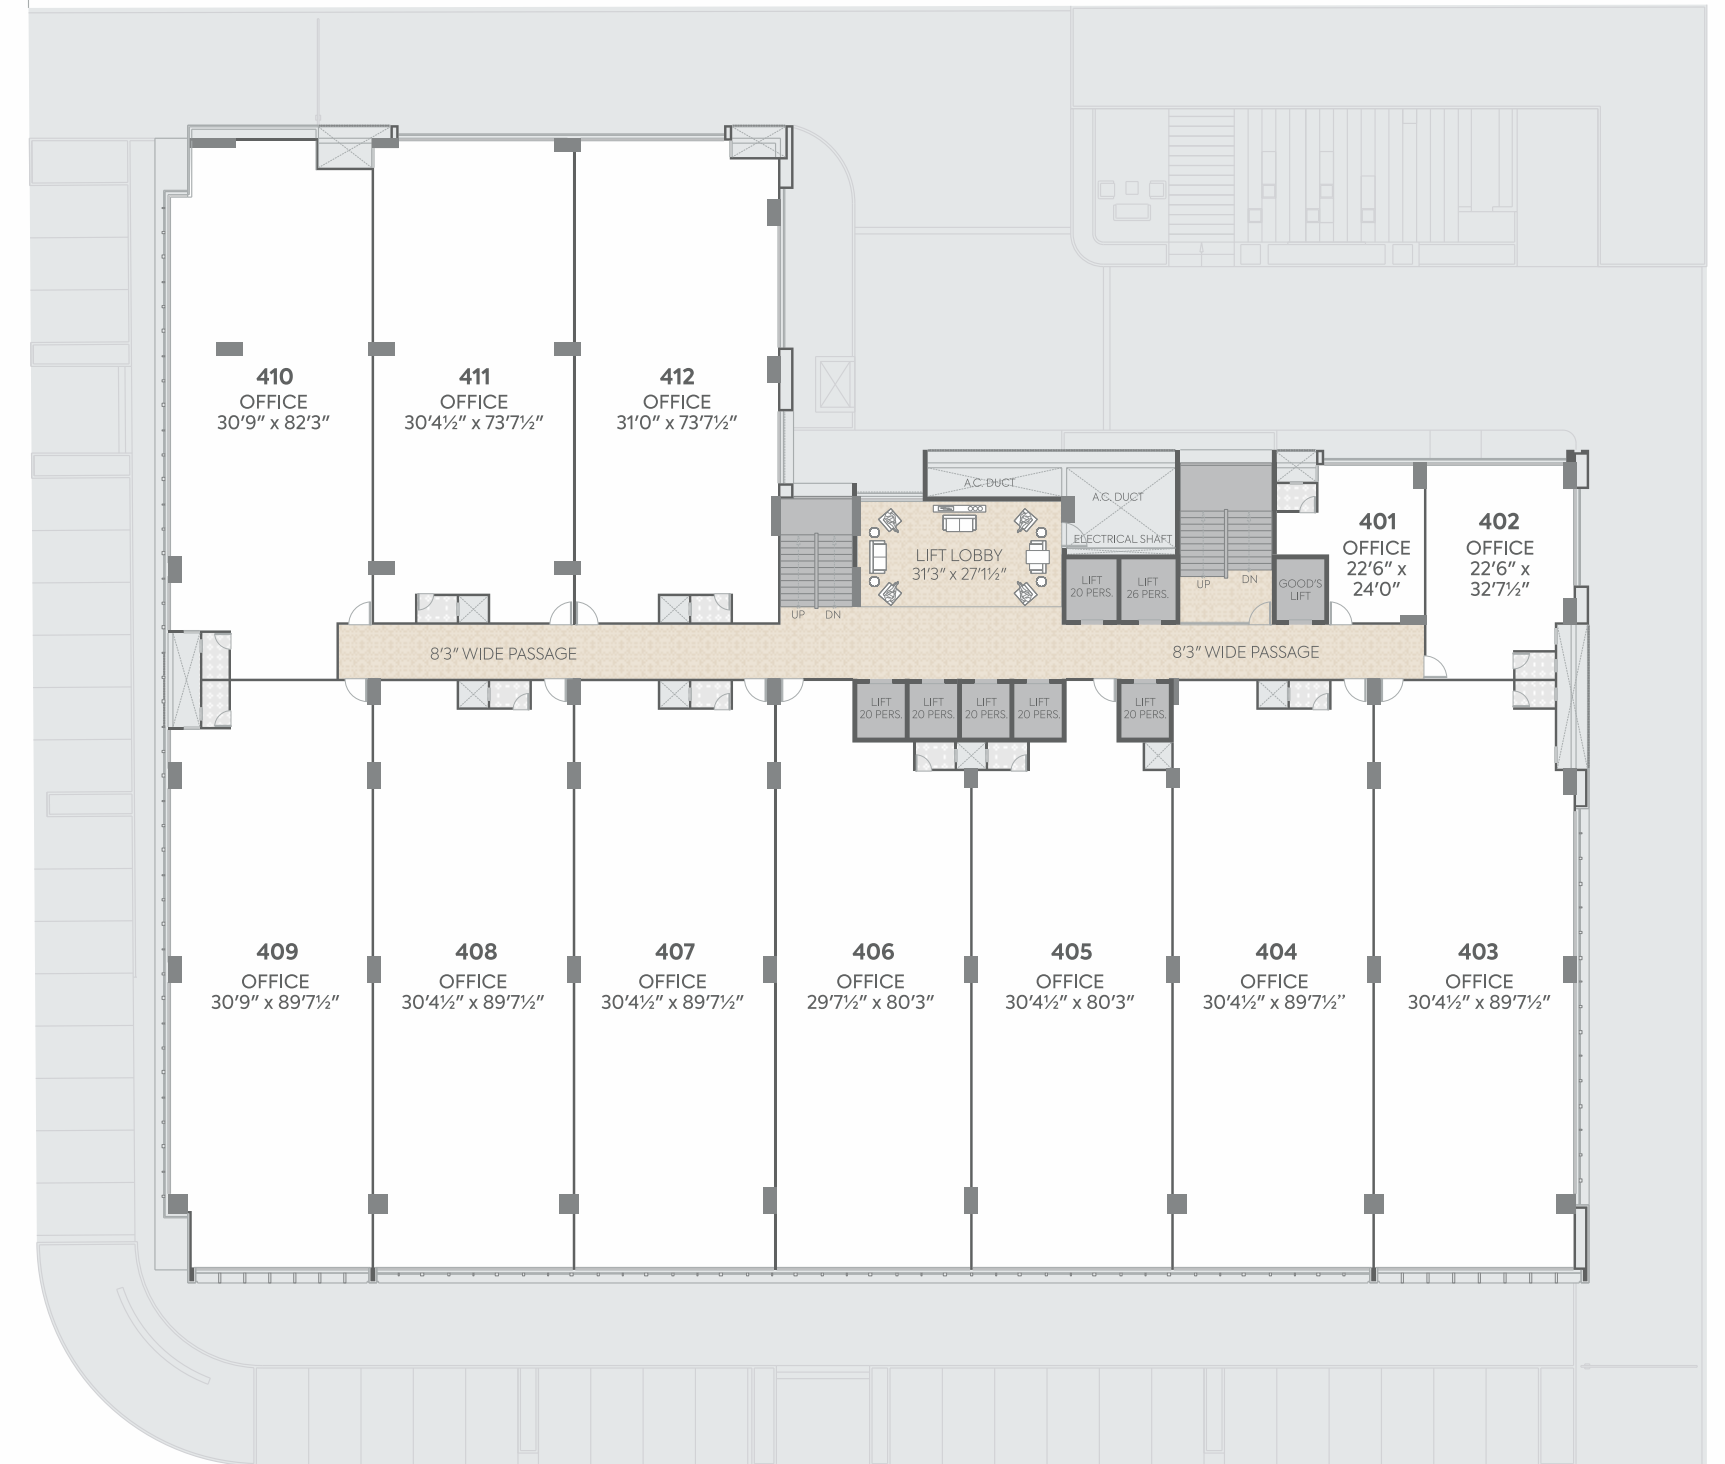 410
OFFICE
30'9" x 82'3"
411
OFFICE
30'4½" x 73'7½"
412
OFFICE
31'0" x 73'7½"
A.C. DUCT
A.C. DUCT
ELECTRICAL SHAFT
LIFT LOBBY
31'3" x 27'1½"
LIFT
20 PERS.
LIFT
26 PERS.
UP
DN
GOOD'S
LIFT
401
OFFICE
22'6" x
24'0"
402
OFFICE
22'6" x
32'7½"
UP
DN
8'3" WIDE PASSAGE
8'3" WIDE PASSAGE
LIFT
20 PERS.
LIFT
20 PERS.
LIFT
20 PERS.
LIFT
20 PERS.
LIFT
20 PERS.
409
OFFICE
30'9" x 89'7½"
408
OFFICE
30'4½" x 89'7½"
407
OFFICE
30'4½" x 89'7½"
406
OFFICE
29'7½" x 80'3"
405
OFFICE
30'4½" x 80'3"
404
OFFICE
30'4½" x 89'7½''
403
OFFICE
30'4½" x 89'7½"